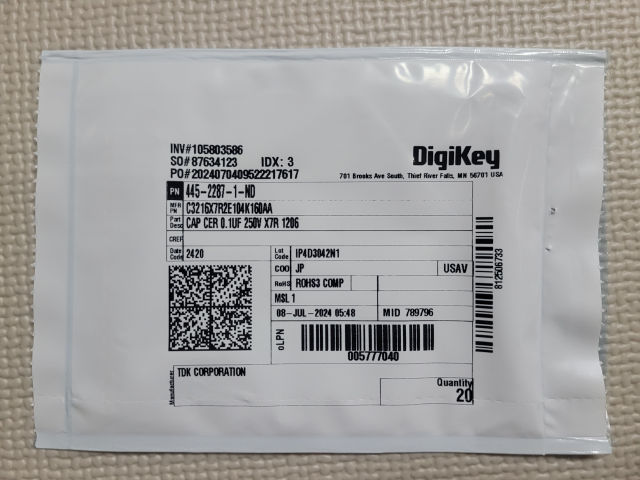 INV#105803586
SO#87634123 IDX: 3
PO#2024070409522217617
DigiKey
701 Brooks Ave South, Thief River Falls, MN 56701 USA
PN 445-2287-1-ND
MFR PN C3216X7R2E104K160AA
Part Desc CAP CER 0.1UF 250V X7R 1206
CREF
Date Code 2420
Lot Code IP4D3042N1
COO JP USAV
RoHS ROHS3 COMP
MSL 1
08-JUL-2024 05:48 MID 789796
oLPN
005777040
812506733
Manufacturer TDK CORPORATION
Quantity
20